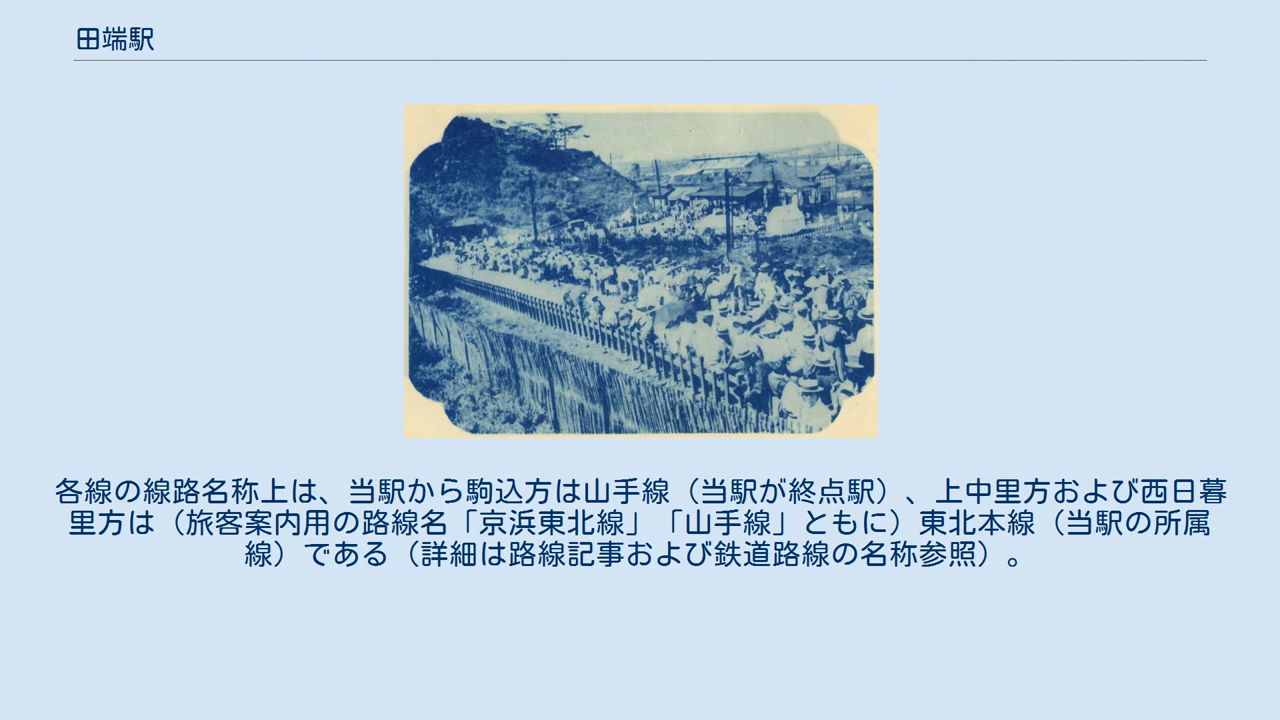 田端駅
各線の線路名称上は、当駅から駒込方は山手線（当駅が終点駅）、上中里方および西日暮
里方は（旅客案内用の路線名「京浜東北線」「山手線」ともに）東北本線（当駅の所属
線）である（詳細は路線記事および鉄道路線の名称参照）。